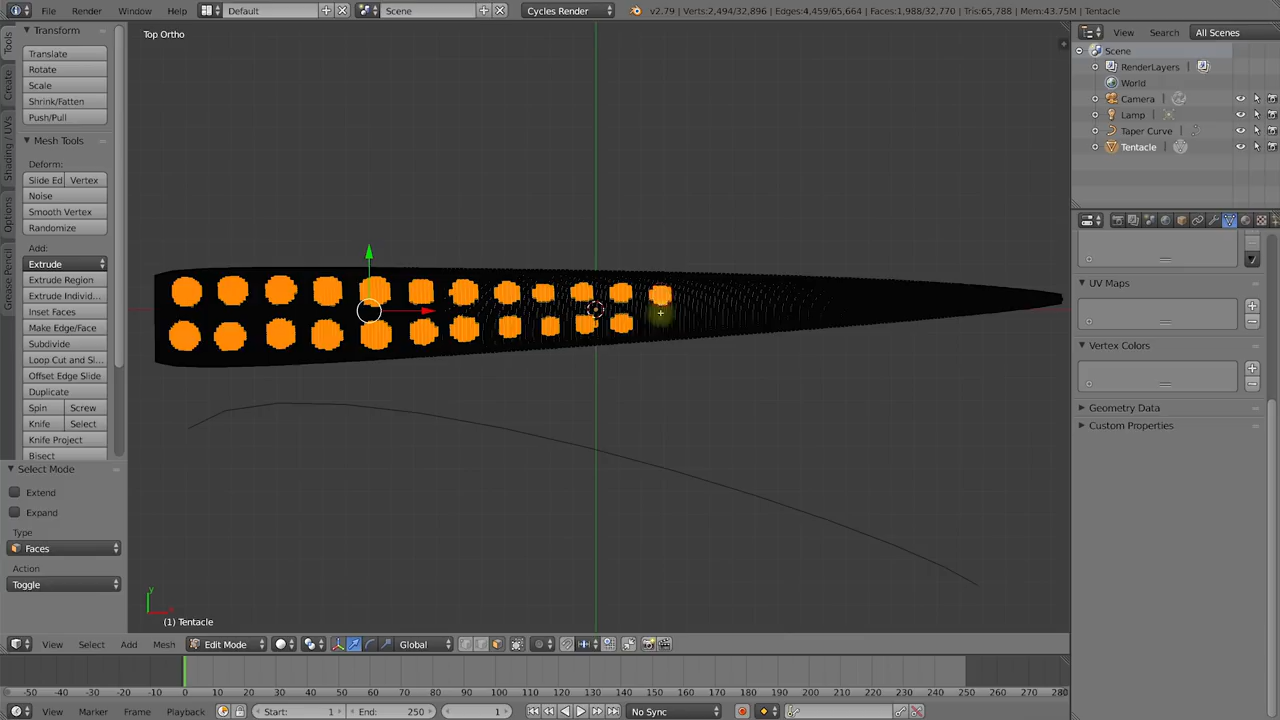 File Render Window Help Default Scene Cycles Render v2.79 | Verts:2,494/32,896 | Edges:4,459/65,664 | Faces:1,988/32,770 | Tris:65,788 | Mem:43.75M | Tentacle
Tools
Create
Shading / UVs
Options
Grease Pencil
Transform
Translate
Rotate
Scale
Shrink/Fatten
Push/Pull
Mesh Tools
Deform:
Slide Ed Vertex
Noise
Smooth Vertex
Randomize
Add:
Extrude
Extrude Region
Extrude Individ...
Inset Faces
Make Edge/Face
Subdivide
Loop Cut and Sl...
Offset Edge Slide
Duplicate
Spin Screw
Knife Select
Knife Project
Bisect
Select Mode
Extend
Expand
Type
Faces
Action
Toggle
Top Ortho
y
(1) Tentacle
View Search All Scenes
Scene
RenderLayers
World
Camera
Lamp
Taper Curve
Tentacle
UV Maps
Vertex Colors
Geometry Data
Custom Properties
View Select Add Mesh Edit Mode Global
-50 -40 -30 -20 -10 0 10 20 30 40 50 60 70 80 90 100 110 120 130 140 150 160 170 180 190 200 210 220 230 240 250 260 270 280
View Marker Frame Playback Start: 1 End: 250 1 No Sync